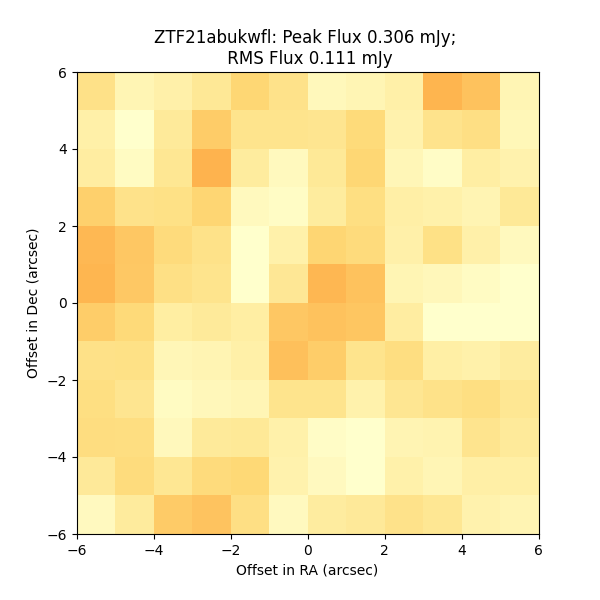 ZTF21abukwfl: Peak Flux 0.306 mJy;
RMS Flux 0.111 mJy
6
4
2
0
−2
−4
−6
Offset in Dec (arcsec)
−6 −4 −2 0 2 4 6
Offset in RA (arcsec)